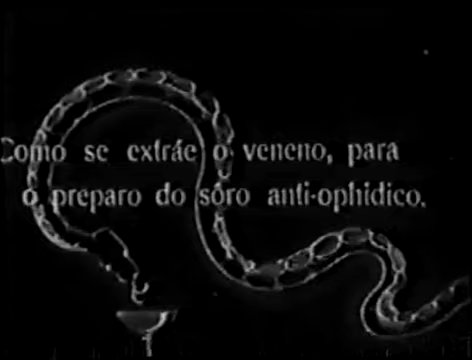 Como se extráe o veneno, para
o preparo do sôro anti-ophidico.